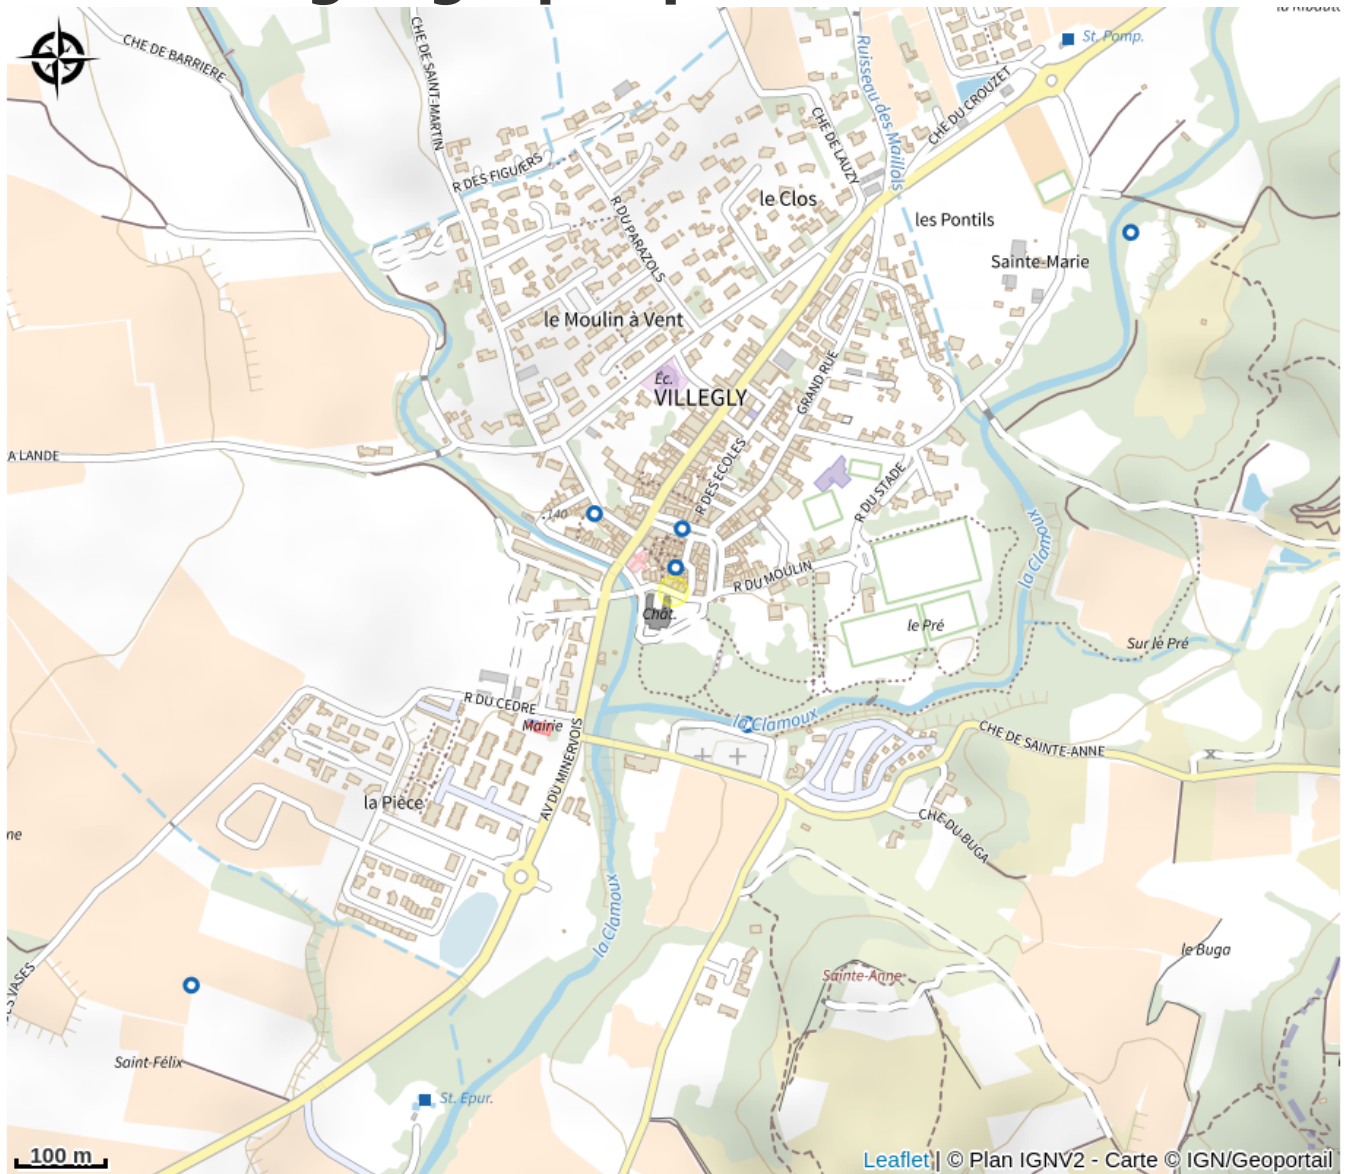 CHE DE BARRIERE
CHE DE SAINT-MARTIN
Ruisseau des Maillols
St. Pomp.
CHE DU CROUZET
CHE DE LAUZY
R DES FIGUIERS
R DU PARAZOLS
le Clos
les Pontils
Sainte-Marie
le Moulin à Vent
Éc.
VILLEGLY
GRAND RUE
A LANDE
R DES ECOLES
R DU STADE
140
la Clamoux
R DU MOULIN
Chât.
le Pré
Sur le Pré
R DU CEDRE
Mairie
la Clamoux
CHE DE SAINTE-ANNE
AV DU MINERVOIS
la Pièce
CHE DU BUGA
ne
la Clamoux
le Buga
Sainte-Anne
ES VASES
Saint-Félix
St. Epur.
100 m
Leaflet | © Plan IGNV2 - Carte © IGN/Geoportail